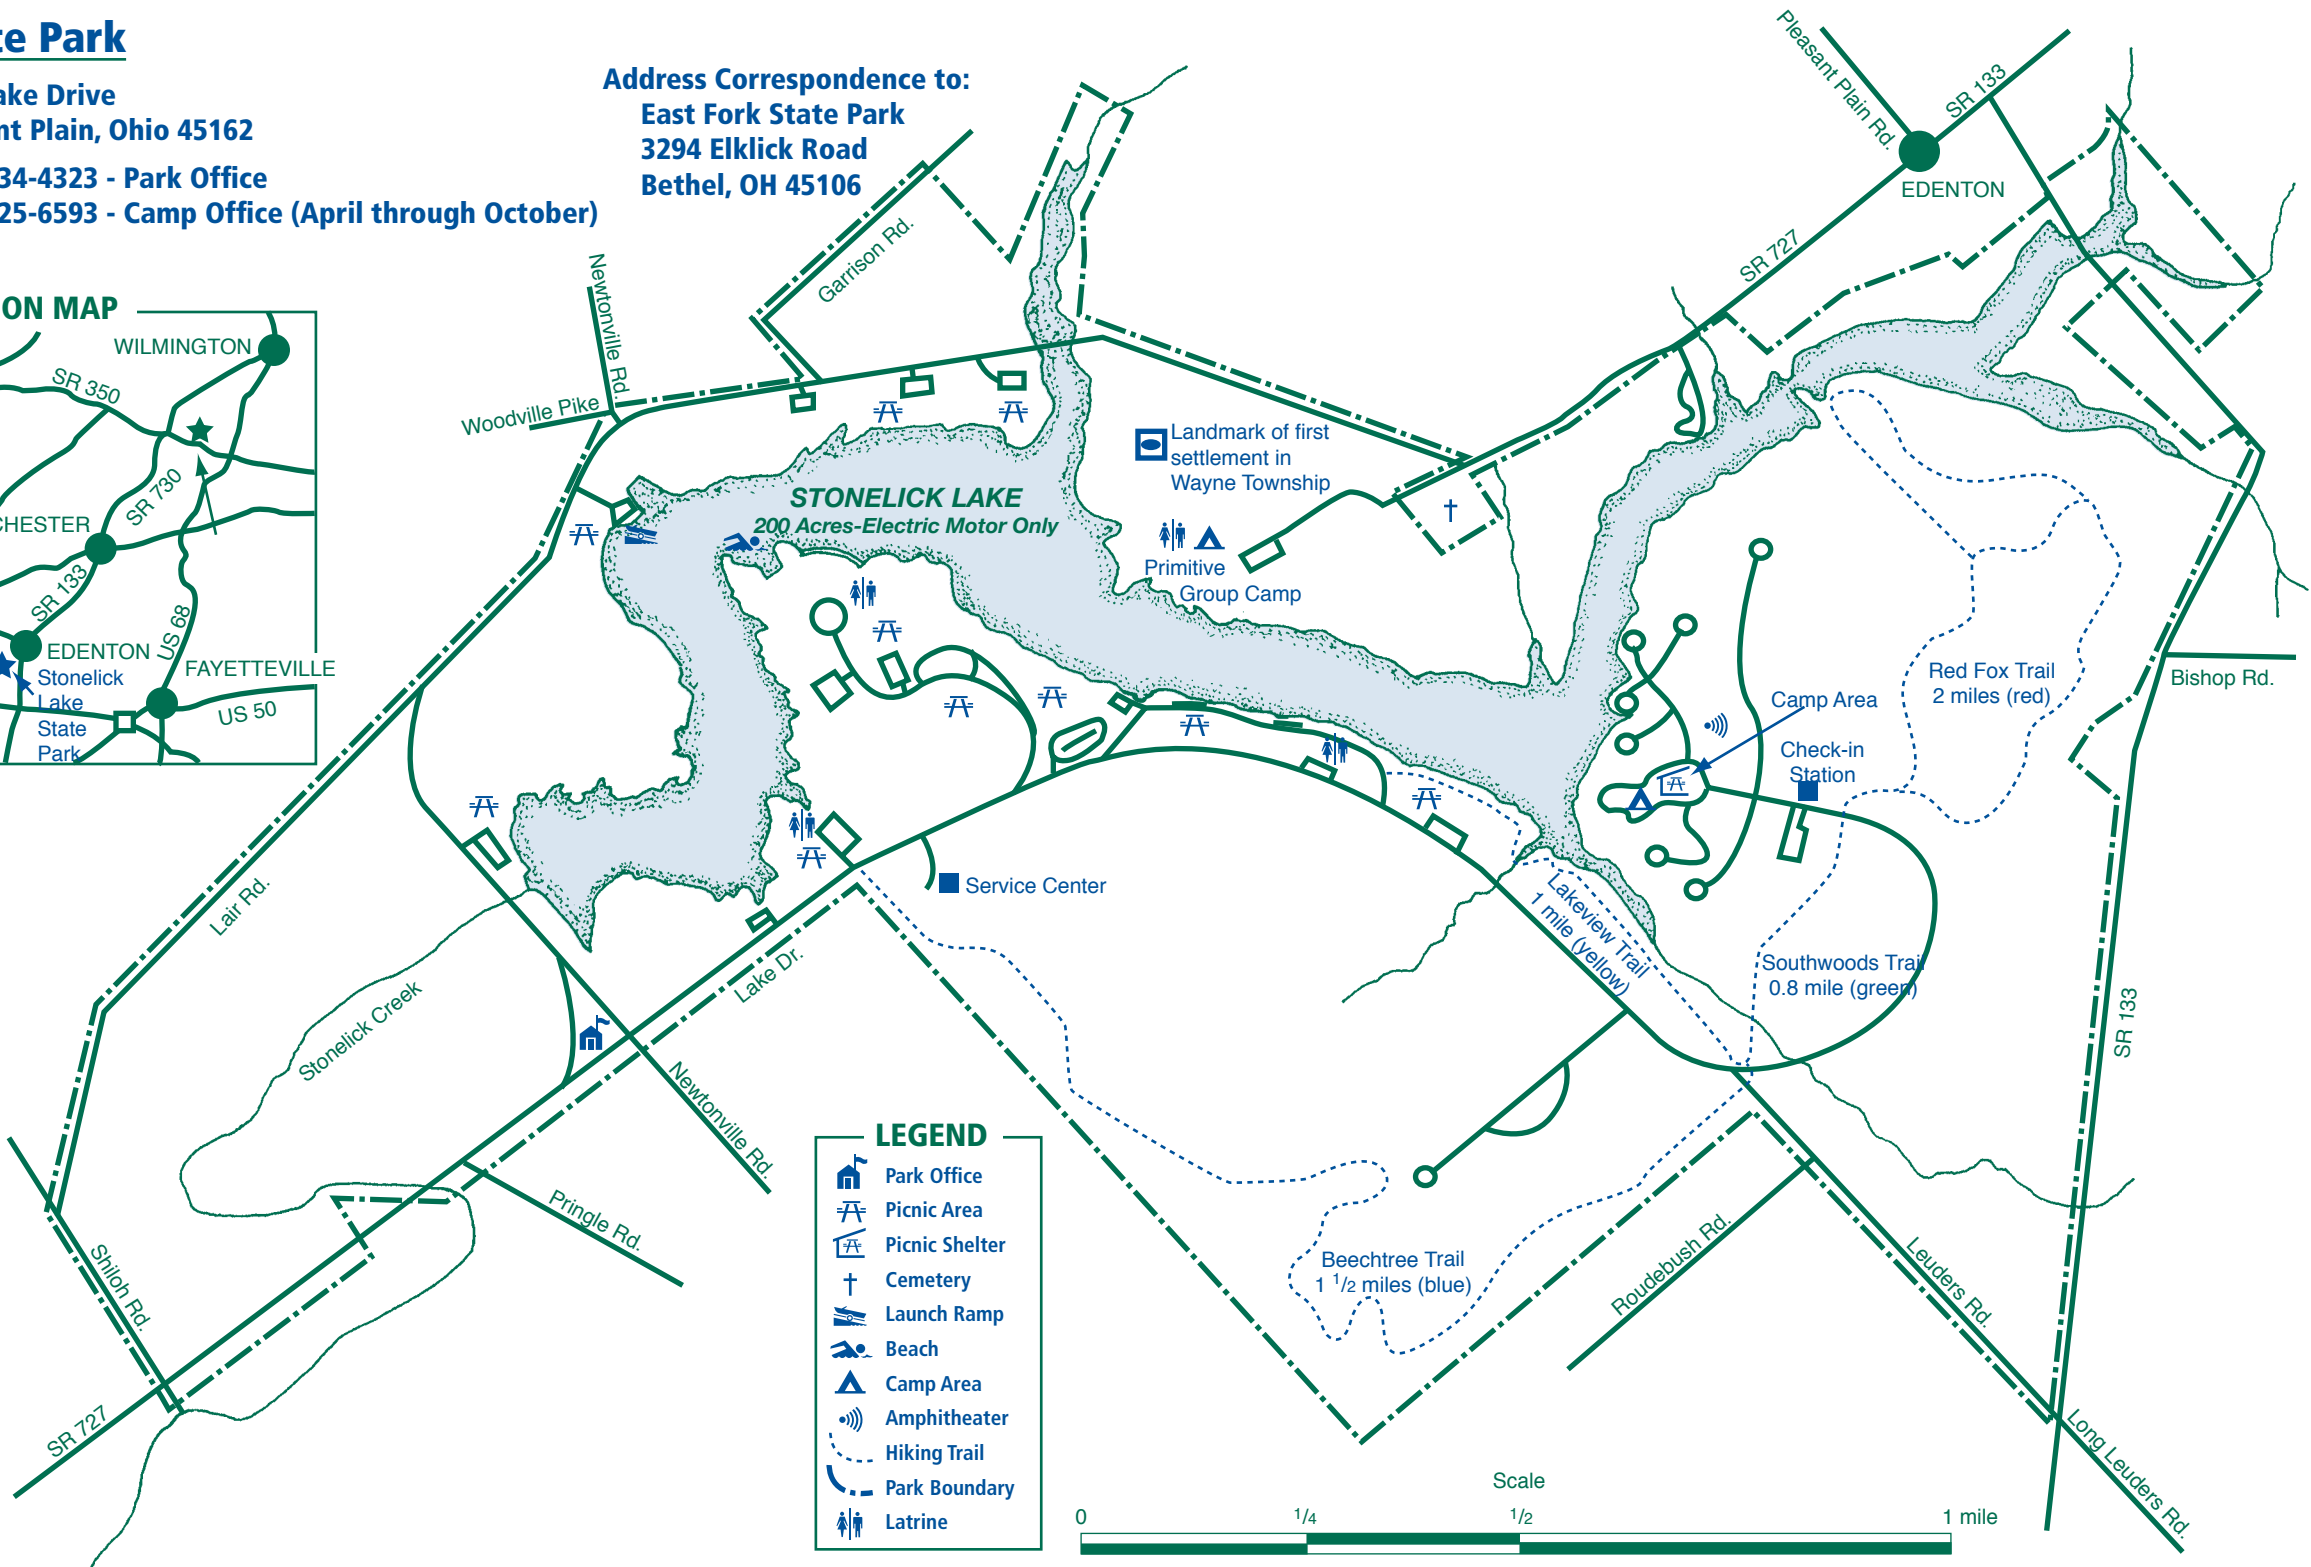 te Park
ake Drive
nt Plain, Ohio 45162
34-4323 - Park Office
25-6593 - Camp Office (April through October)
Address Correspondence to:
East Fork State Park
3294 Elklick Road
Bethel, OH 45106
ON MAP
WILMINGTON
SR 350
SR 730
CHESTER
SR 133
US 68
EDENTON
FAYETTEVILLE
Stonelick
Lake
State
Park
US 50
Pleasant Plain Rd.
SR 133
EDENTON
SR 727
Garrison Rd.
Newtonville Rd.
Woodville Pike
Landmark of first
settlement in
Wayne Township
STONELICK LAKE
200 Acres-Electric Motor Only
Primitive
Group Camp
Red Fox Trail
2 miles (red)
Bishop Rd.
Camp Area
Check-in
Station
Service Center
Lair Rd.
Lake Dr.
Lakeview Trail
1 mile (yellow)
Southwoods Trail
0.8 mile (green)
SR 133
Stonelick Creek
Newtonville Rd.
Pringle Rd.
Shiloh Rd.
SR 727
Beechtree Trail
1 1/2 miles (blue)
Roudebush Rd.
Leuders Rd.
Long Leuders Rd.
LEGEND
Park Office
Picnic Area
Picnic Shelter
Cemetery
Launch Ramp
Beach
Camp Area
Amphitheater
Hiking Trail
Park Boundary
Latrine
Scale
0 1/4 1/2 1 mile